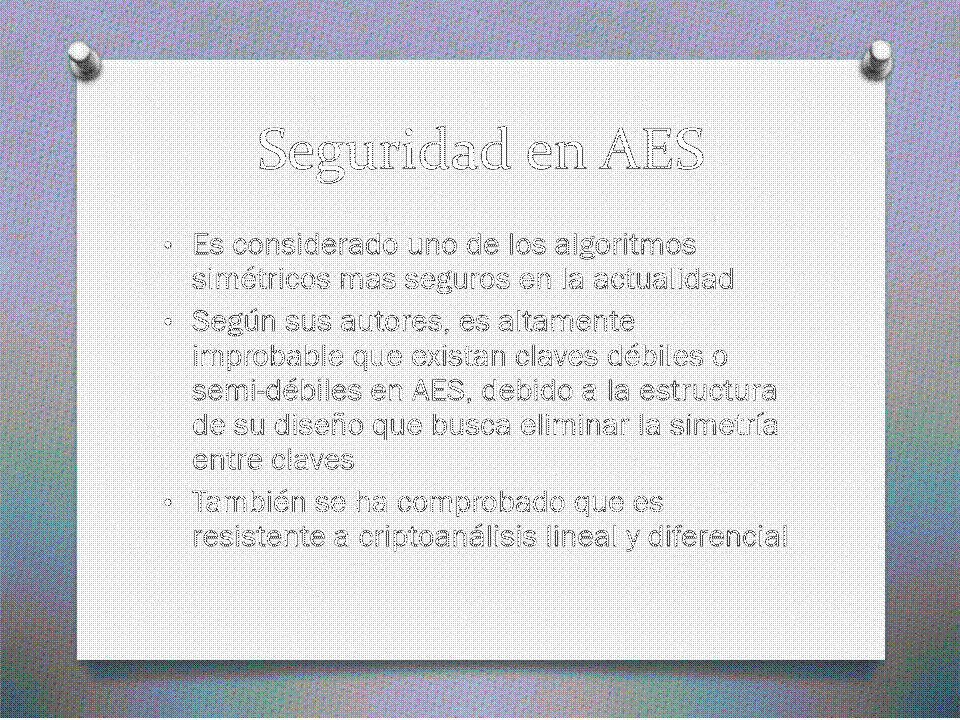 Seguridad en AES
• Es considerado uno de los algoritmos
simétricos mas seguros en la actualidad
• Según sus autores, es altamente
improbable que existan claves débiles o
semi-débiles en AES, debido a la estructura
de su diseño que busca eliminar la simetría
entre claves
• También se ha comprobado que es
resistente a criptoanálisis lineal y diferencial